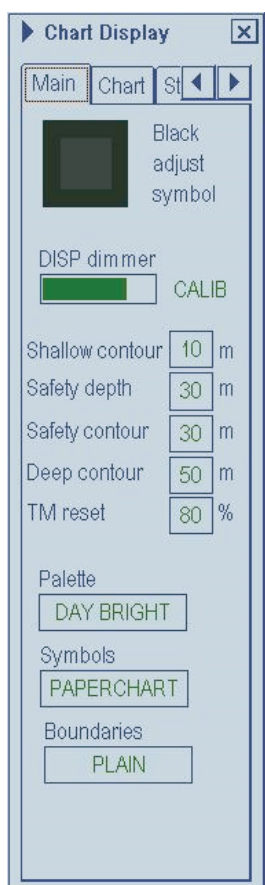 Chart Display
Main Chart St
Black
adjust
symbol
DISP dimmer
CALIB
Shallow contour 10 m
Safety depth 30 m
Safety contour 30 m
Deep contour 50 m
TM reset 80 %
Palette
DAY BRIGHT
Symbols
PAPERCHART
Boundaries
PLAIN